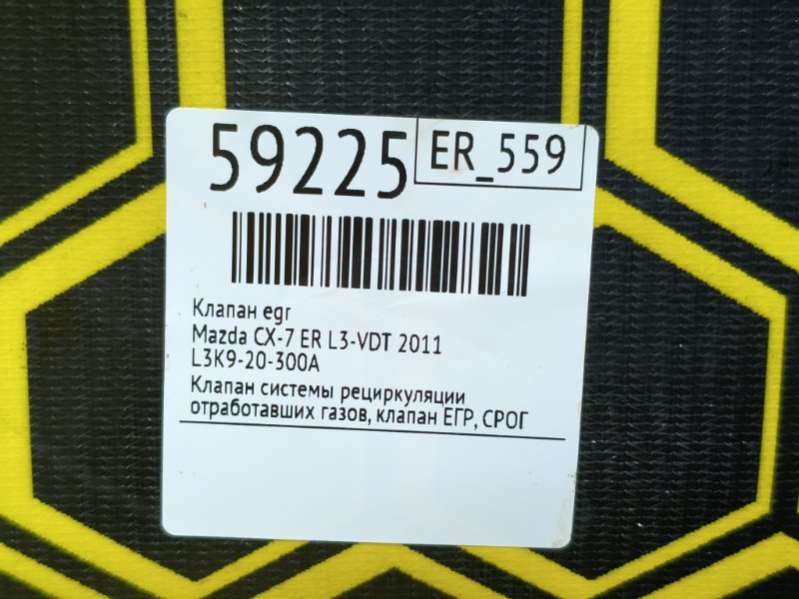 59225
ER_559
Клапан egr
Mazda CX-7 ER L3-VDT 2011
L3K9-20-300A
Клапан системы рециркуляции
отработавших газов, клапан ЕГР, СРОГ